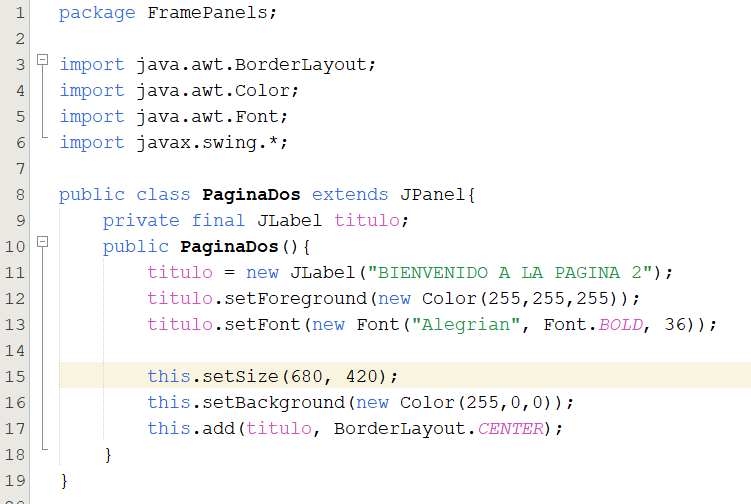 1 package FramePanels;
2
3 import java.awt.BorderLayout;
4 import java.awt.Color;
5 import java.awt.Font;
6 import javax.swing.*;
7
8 public class PaginaDos extends JPanel{
9     private final JLabel titulo;
10     public PaginaDos(){
11         titulo = new JLabel("BIENVENIDO A LA PAGINA 2");
12         titulo.setForeground(new Color(255,255,255));
13         titulo.setFont(new Font("Alegrian", Font.BOLD, 36));
14
15         this.setSize(680, 420);
16         this.setBackground(new Color(255,0,0));
17         this.add(titulo, BorderLayout.CENTER);
18     }
19 }